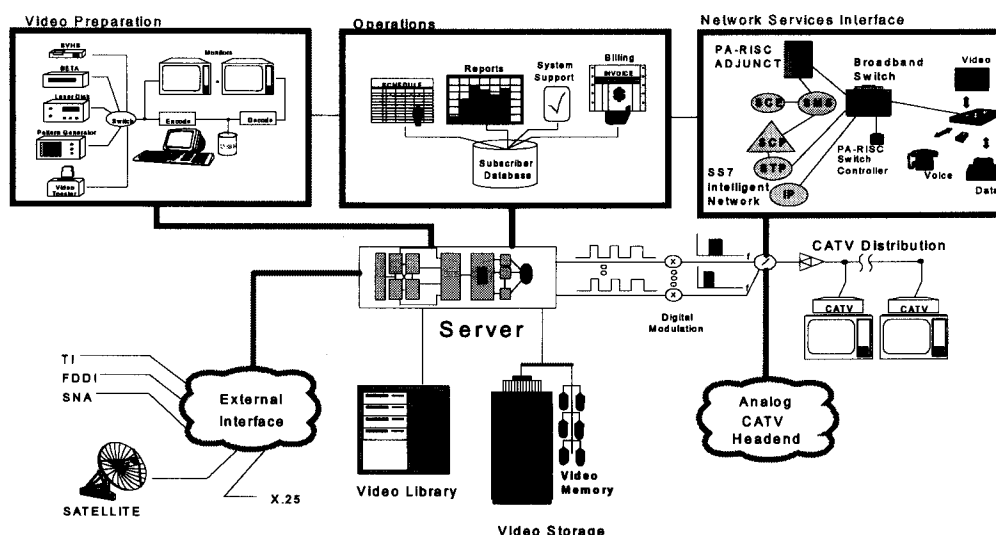 Video Preparation
Operations
Network Services Interface
SVHS
BETA
Laser Disk
Pattern Generator
Video
Toaster
Switch
Monitors
Encode
Decode
SCHEDULE
Reports
System
Support
Billing
INVOICE
$
Subscriber
Database
PA-RISC
ADJUNCT
Broadband
Switch
Video
SCE
SMS
SCP
STP
IP
SS7
Intelligent
Network
PA-RISC
Switch
Controller
Voice
Data
Server
X
X
f
f
Digital
Modulation
CATV Distribution
CATV
CATV
TI
FDDI
SNA
External
Interface
SATELLITE
X.25
Video Library
Video
Memory
Video Storage
Analog
CATV
Headend